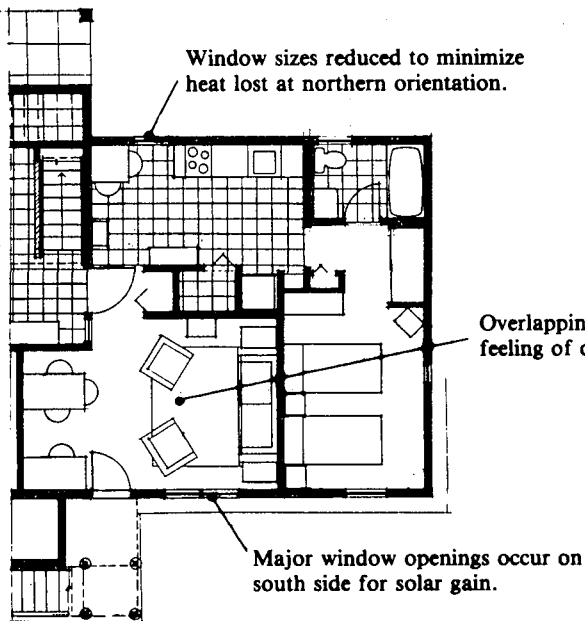 Window sizes reduced to minimize
heat lost at northern orientation.
feeling of
Major window openings occur on
south side for solar gain.